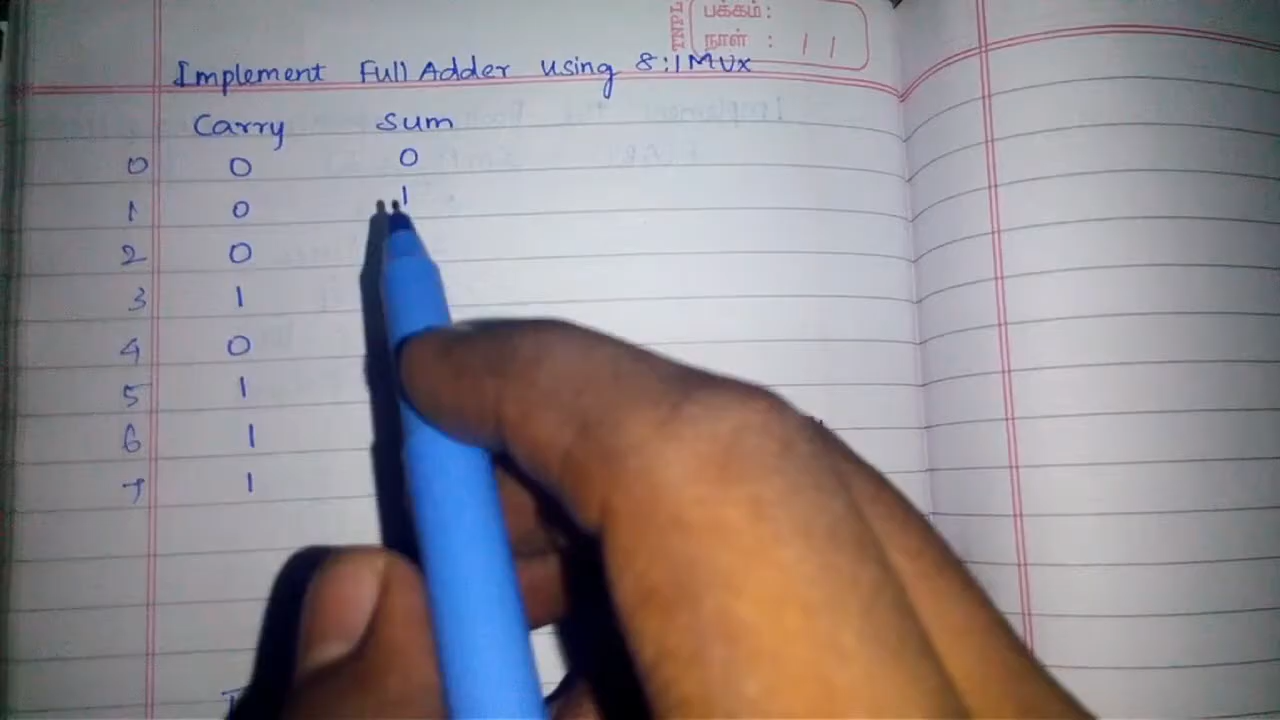 TNPL
பக்கம் :
நாள் : / /
Implement Full Adder using 8:1 MUX
Carry Sum
0 0 0
1 0 1
2 0
3 1
4 0
5 1
6 1
7 1